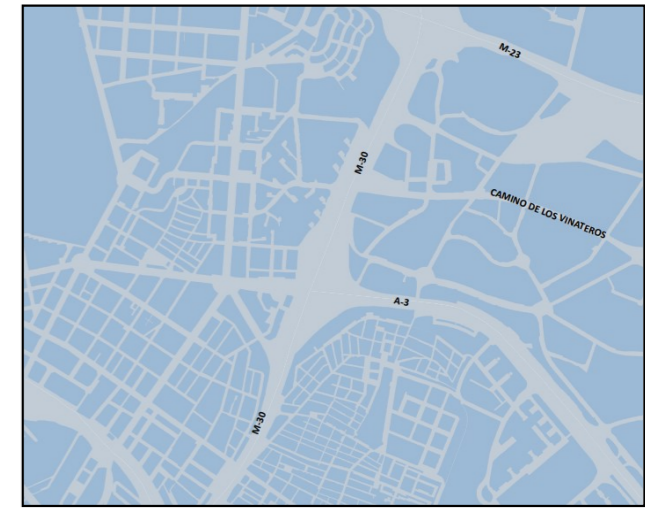 M-23
M-30
CAMINO DE LOS VINATEROS
A-3
M-30